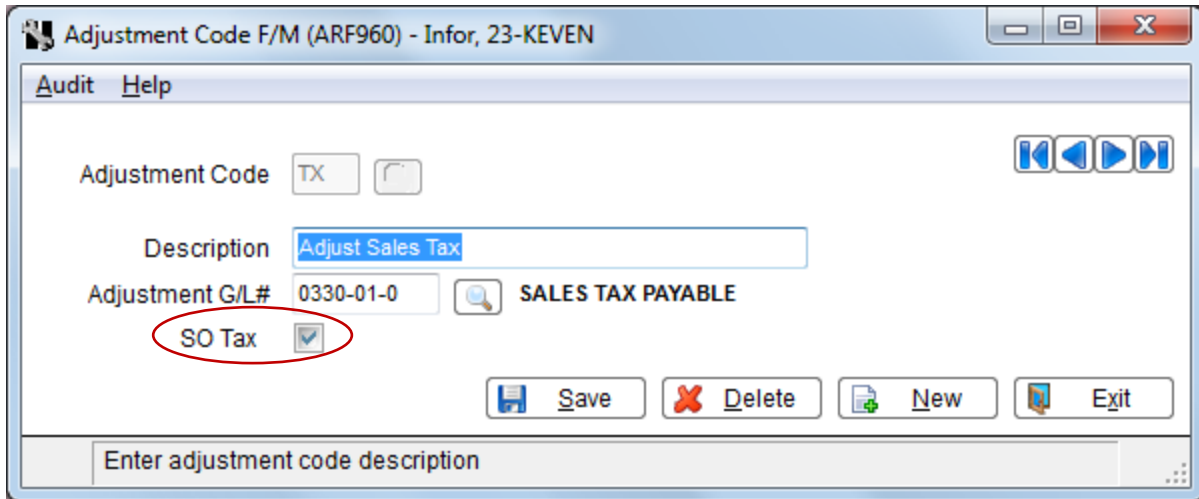 Adjustment Code F/M (ARF960) - Infor, 23-KEVEN
Audit Help
Adjustment Code TX
Description Adjust Sales Tax
Adjustment G/L# 0330-01-0 SALES TAX PAYABLE
SO Tax
Save Delete New Exit
Enter adjustment code description